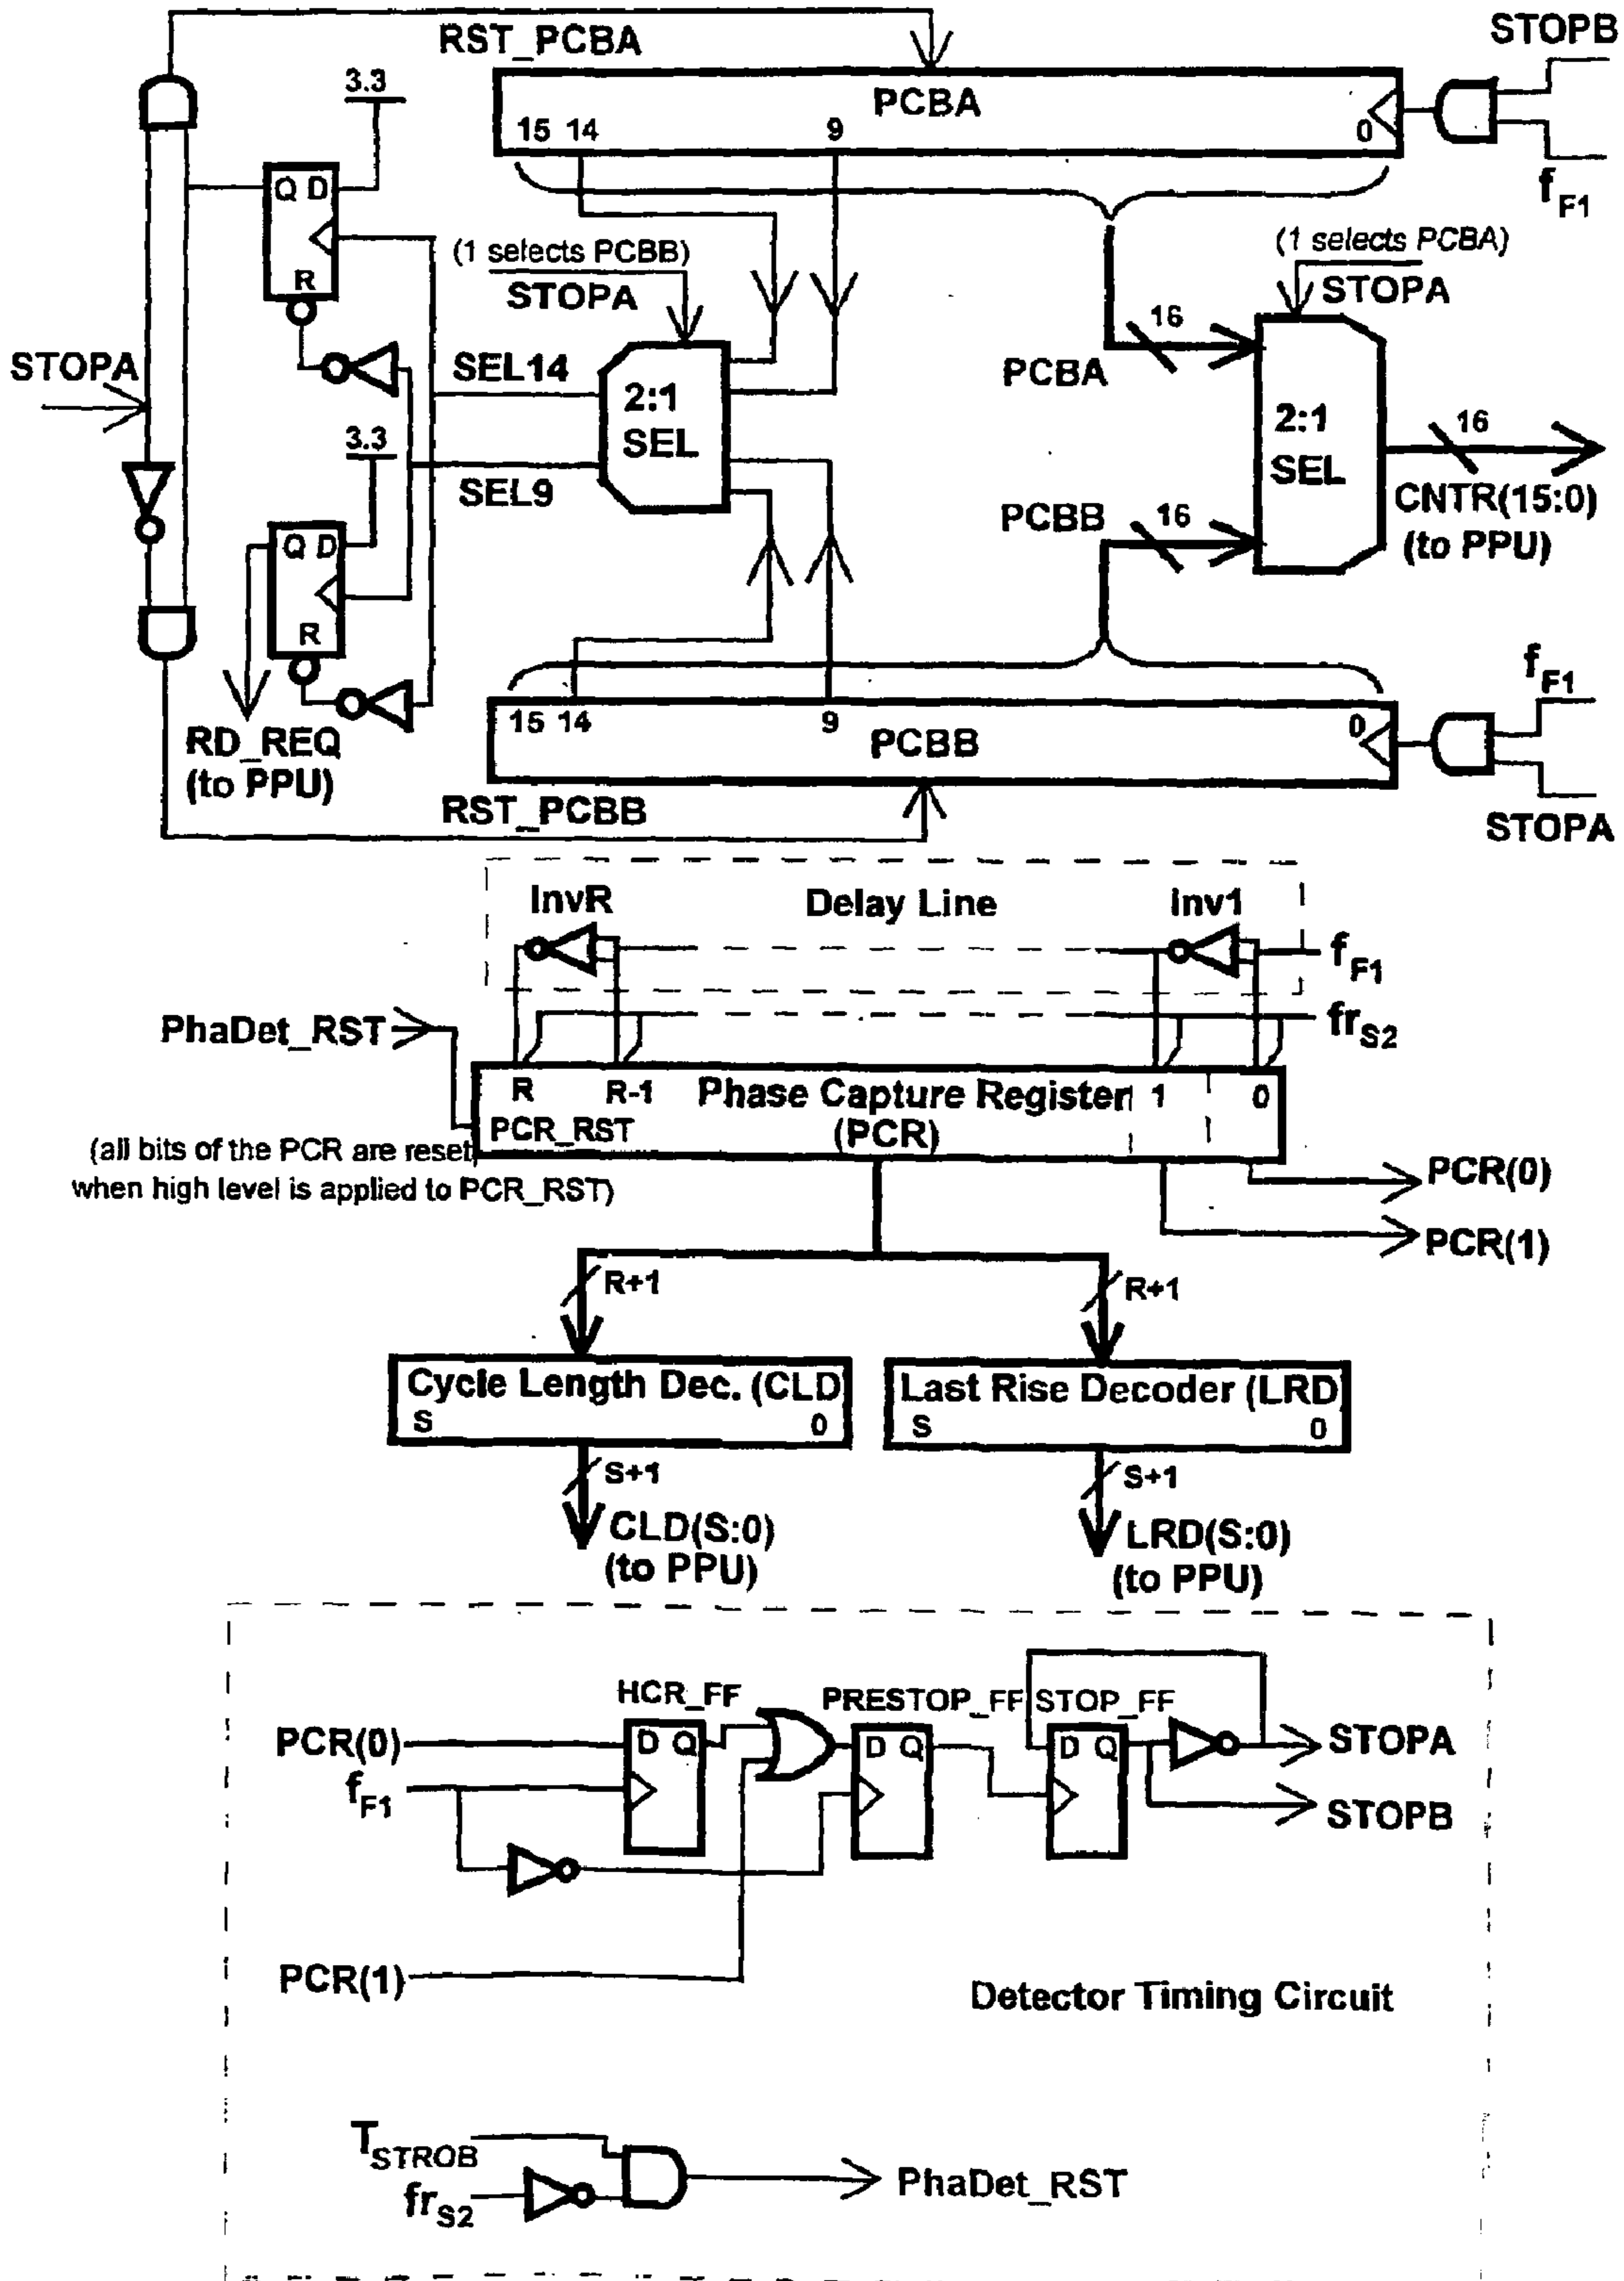 STOPB
RST_PCBA
3.3
PCBA
15 14 9 0
f F1
Q D
R
(1 selects PCBB)
STOPA
(1 selects PCBA)
STOPA
16
PCBA
STOPA
SEL14
2:1
SEL
2:1
SEL
16
CNTR(15:0)
(to PPU)
3.3
SEL9
PCBB
16
Q D
R
f F1
15 14 9 0
PCBB
RD_REQ
(to PPU)
RST_PCBB
STOPA
InvR
Delay Line
Inv1
f F1
PhaDet_RST
fr S2
R R-1 Phase Capture Register 1 0
PCR_RST
(PCR)
(all bits of the PCR are reset
when high level is applied to PCR_RST)
PCR(0)
PCR(1)
R+1
R+1
Cycle Length Dec. (CLD)
S 0
Last Rise Decoder (LRD
S 0
S+1
S+1
CLD(S:0)
(to PPU)
LRD(S:0)
(to PPU)
HCR_FF
PRESTOP_FF
STOP_FF
PCR(0)
D Q
D Q
D Q
STOPA
f F1
STOPB
PCR(1)
Detector Timing Circuit
T STROB
fr S2
PhaDet_RST